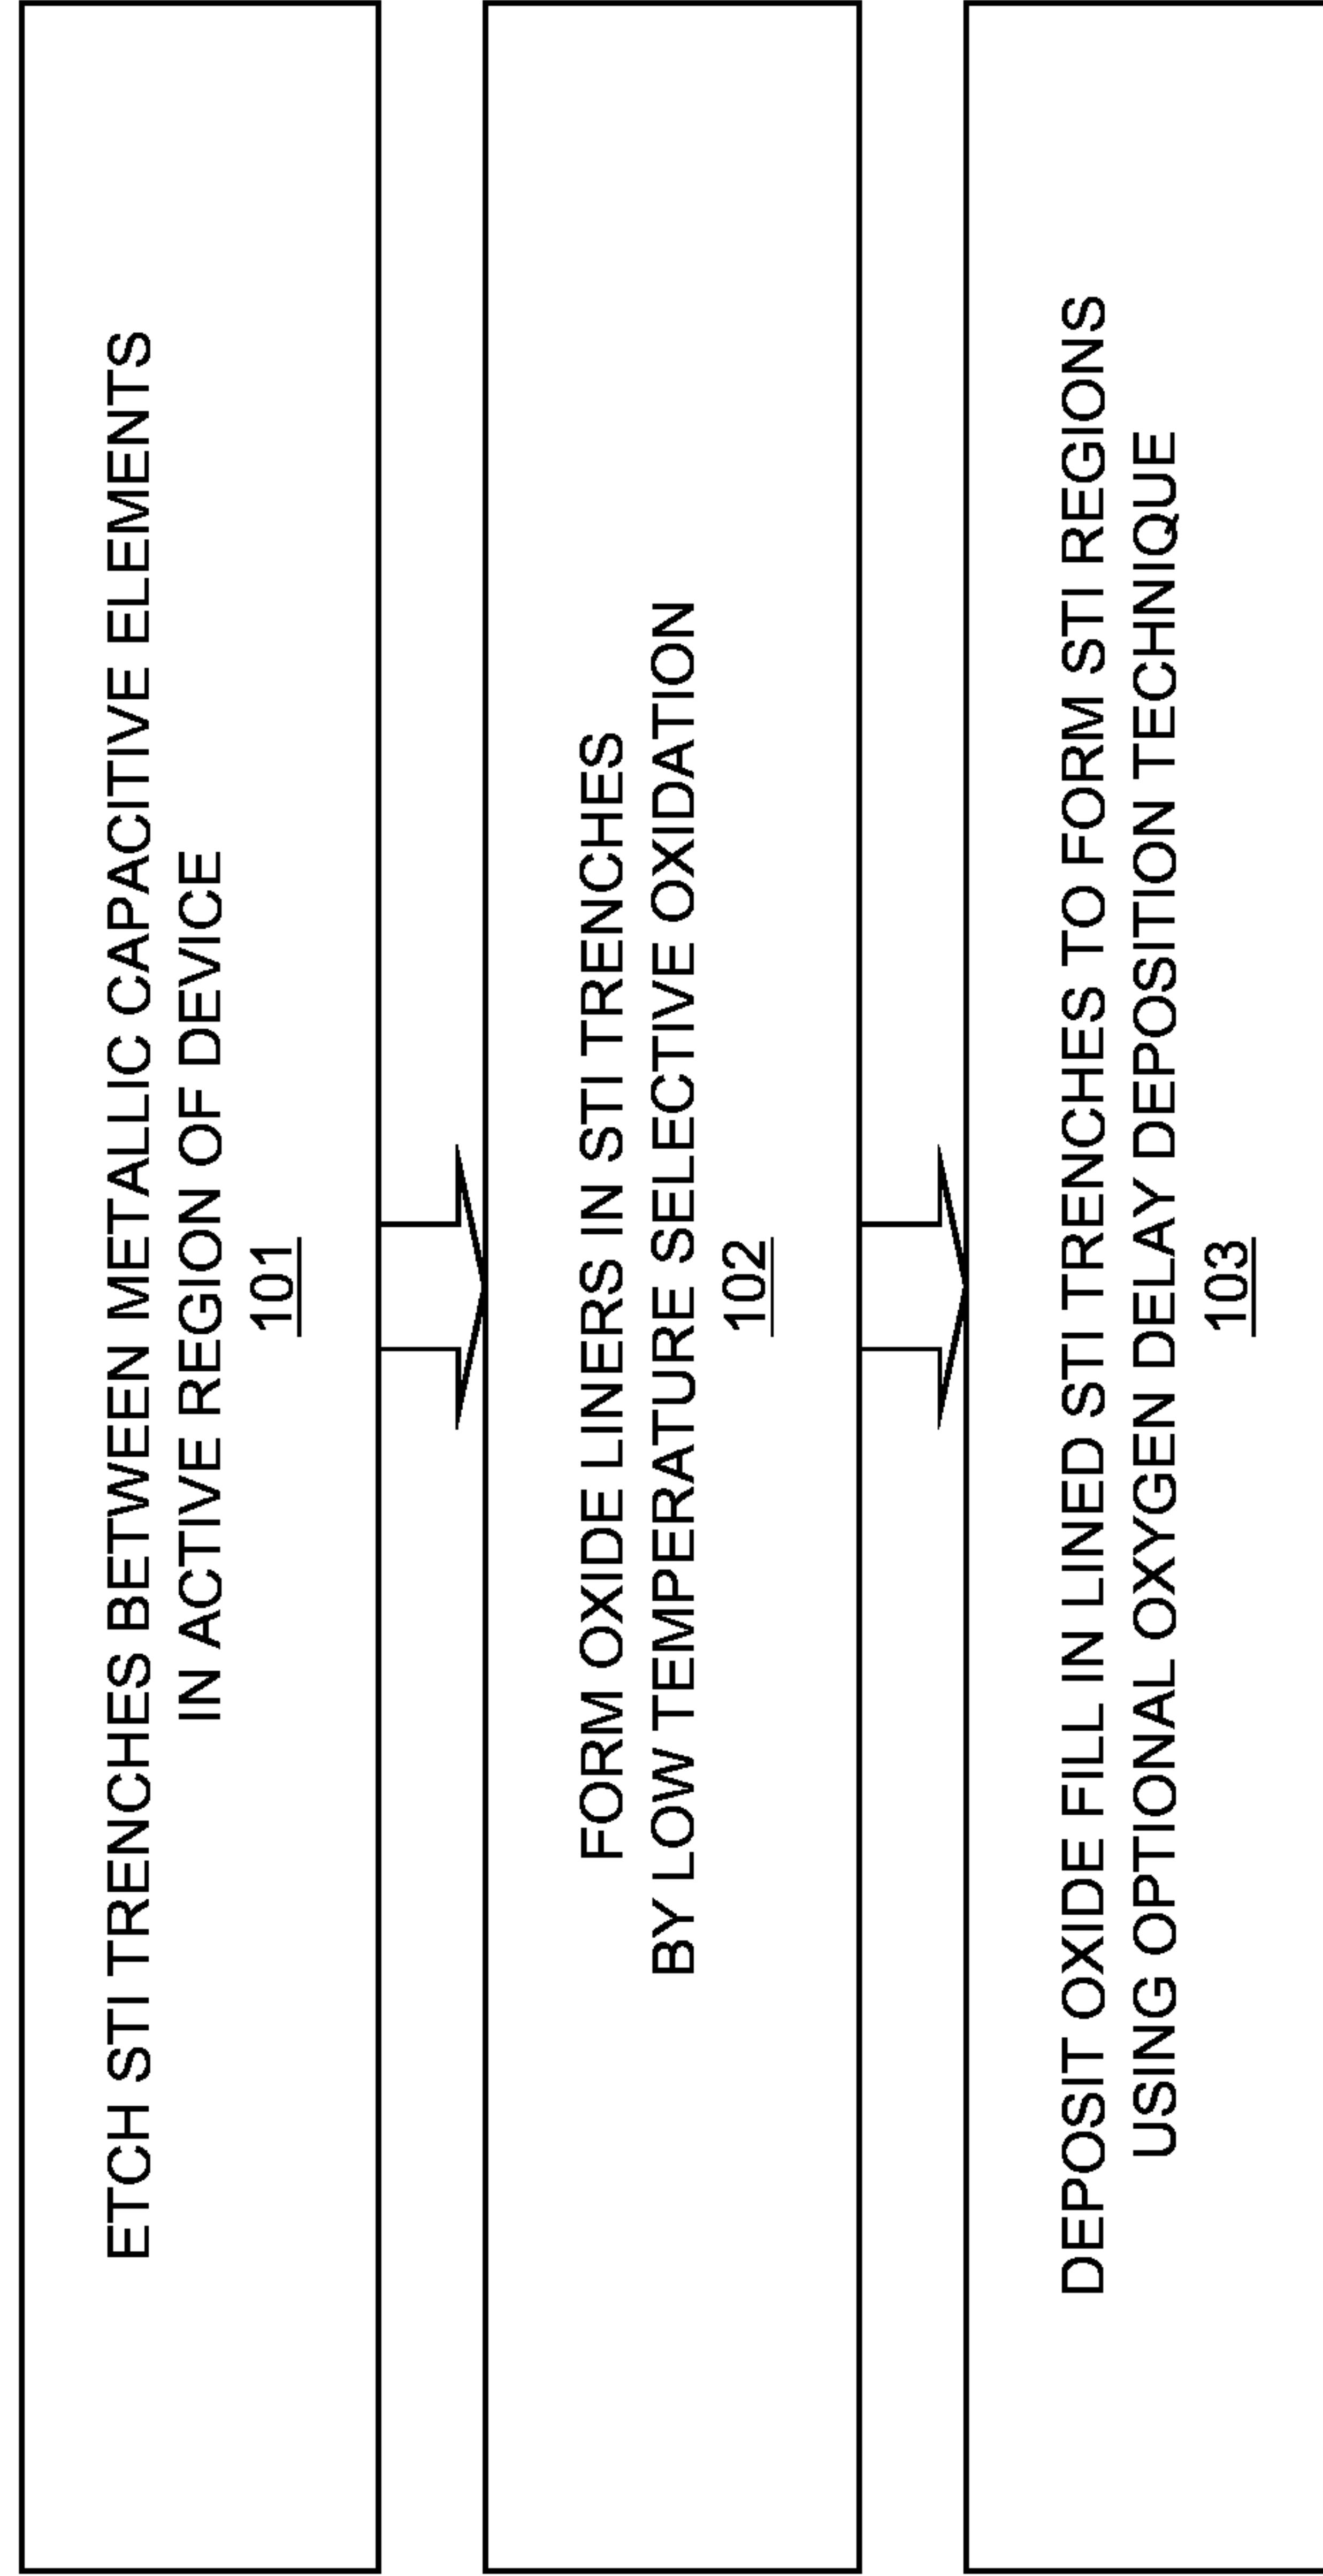 ETCH STI TRENCHES BETWEEN METALLIC CAPACITIVE ELEMENTS
IN ACTIVE REGION OF DEVICE
101
FORM OXIDE LINERS IN STI TRENCHES
BY LOW TEMPERATURE SELECTIVE OXIDATION
102
DEPOSIT OXIDE FILL IN LINED STI TRENCHES TO FORM STI REGIONS
USING OPTIONAL OXYGEN DELAY DEPOSITION TECHNIQUE
103